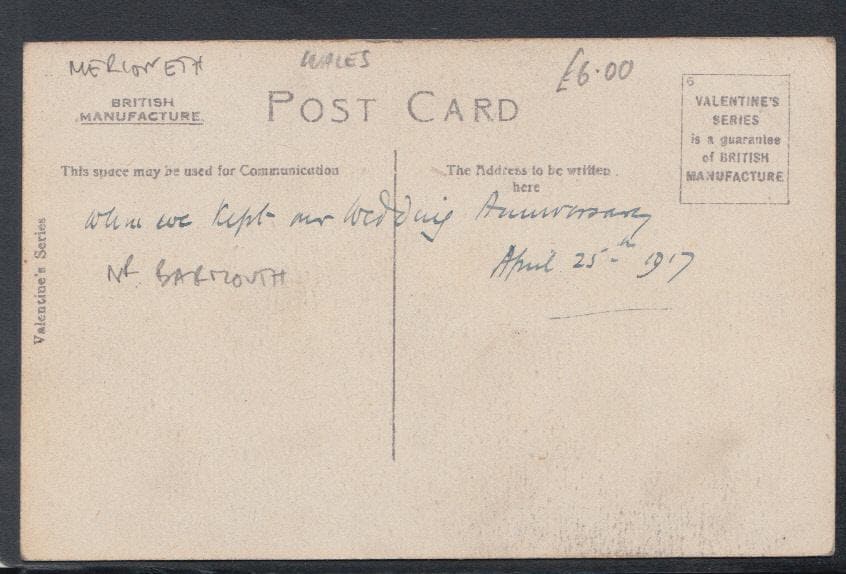 MERIONETH WALES £6.00
BRITISH
MANUFACTURE
POST CARD
6
VALENTINE'S
SERIES
is a guarantee
of BRITISH
MANUFACTURE
This space may be used for Communication
The Address to be written
here
when we kept our Wedding Anniversary
April 25th 1917
Nr BARMOUTH
Valentine's Series